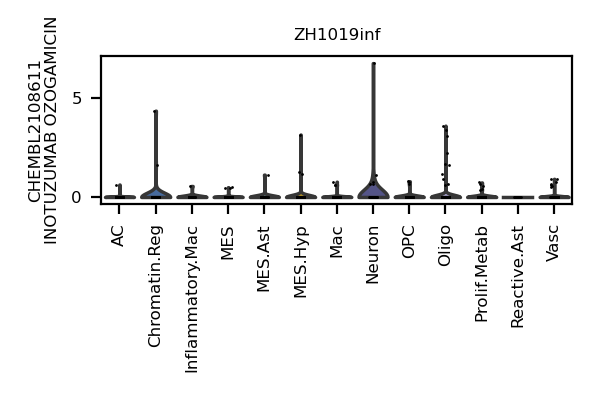 ZH1019inf
CHEMBL2108611
INOTUZUMAB OZOGAMICIN
5
0
AC
Chromatin.Reg
Inflammatory.Mac
MES
MES.Ast
MES.Hyp
Mac
Neuron
OPC
Oligo
Prolif.Metab
Reactive.Ast
Vasc